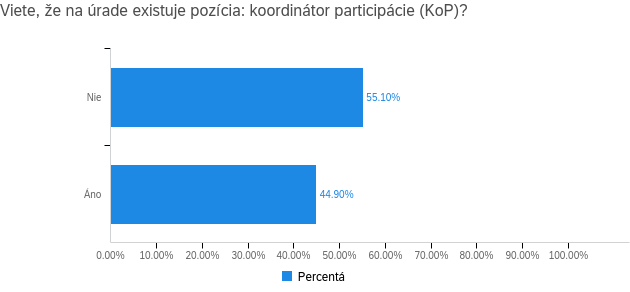 Viete, že na úrade existuje pozícia: koordinátor participácie (KoP)?
Nie
55.10%
Áno
44.90%
0.00% 10.00% 20.00% 30.00% 40.00% 50.00% 60.00% 70.00% 80.00% 90.00% 100.00%
Percentá